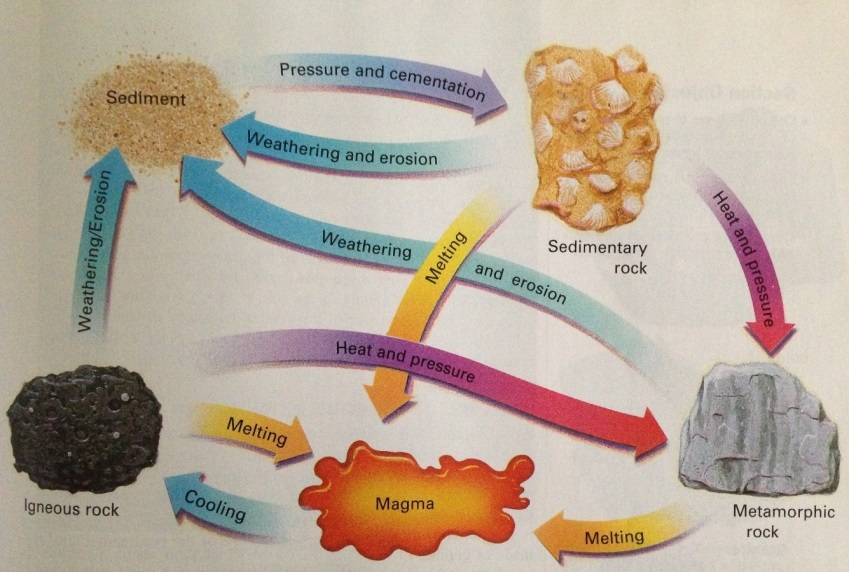 Pressure and cementation
Sediment
Weathering and erosion
Weathering/Erosion
Weathering and erosion
Melting
Sedimentary
rock
Heat and pressure
Heat and pressure
Melting
Igneous rock
Cooling
Magma
Melting
Metamorphic
rock